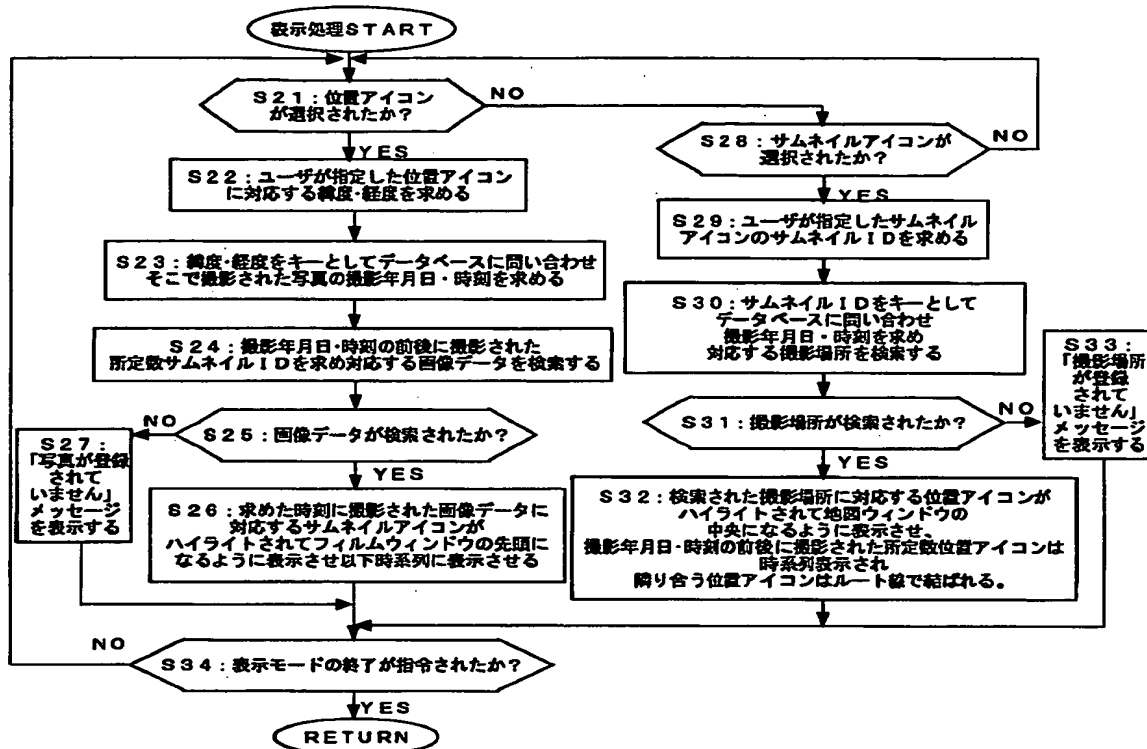 表示処理START
S21：位置アイコン
が選択されたか？
NO
YES
S22：ユーザが指定した位置アイコン
に対応する緯度・経度を求める
S23：緯度・経度をキーとしてデータベースに問い合わせ
そこで撮影された写真の撮影年月日・時刻を求める
S24：撮影年月日・時刻の前後に撮影された
所定数サムネイルIDを求め対応する画像データを検索する
S25：画像データが検索されたか？
NO
YES
S27：
「写真が登録
されて
いません」
メッセージ
を表示する
S26：求めた時刻に撮影された画像データに
対応するサムネイルアイコンが
ハイライトされてフィルムウィンドウの先頭に
なるように表示させ以下時系列に表示させる
S28：サムネイルアイコンが
選択されたか？
NO
YES
S29：ユーザが指定したサムネイル
アイコンのサムネイルIDを求める
S30：サムネイルIDをキーとして
データベースに問い合わせ
撮影年月日・時刻を求め
対応する撮影場所を検索する
S31：撮影場所が検索されたか？
NO
YES
S33：
「撮影場所
が登録
されて
いません」
メッセージ
を表示する
S32：検索された撮影場所に対応する位置アイコンが
ハイライトされて地図ウィンドウの
中央になるように表示させ、
撮影年月日・時刻の前後に撮影された所定数位置アイコンは
時系列表示され
隣り合う位置アイコンはルート線で結ばれる。
NO
S34：表示モードの終了が指令されたか？
YES
RETURN